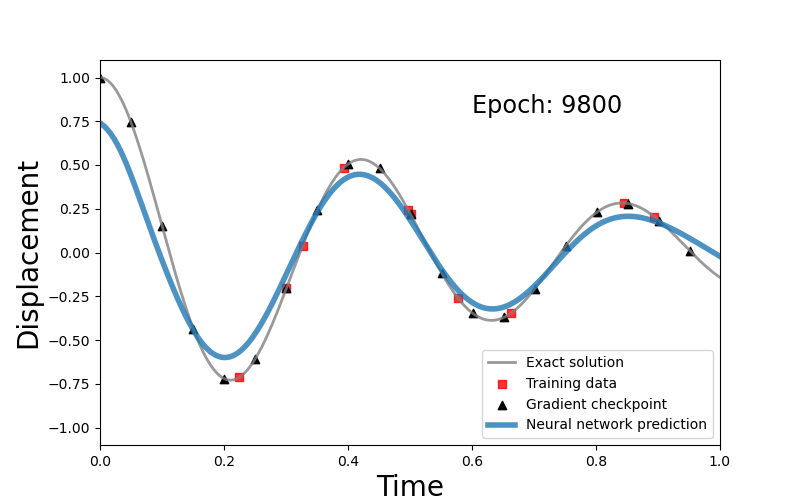 Epoch: 9800
Displacement
1.00
0.75
0.50
0.25
0.00
−0.25
−0.50
−0.75
−1.00
Exact solution
Training data
Gradient checkpoint
Neural network prediction
0.0 0.2 0.4 0.6 0.8 1.0
Time